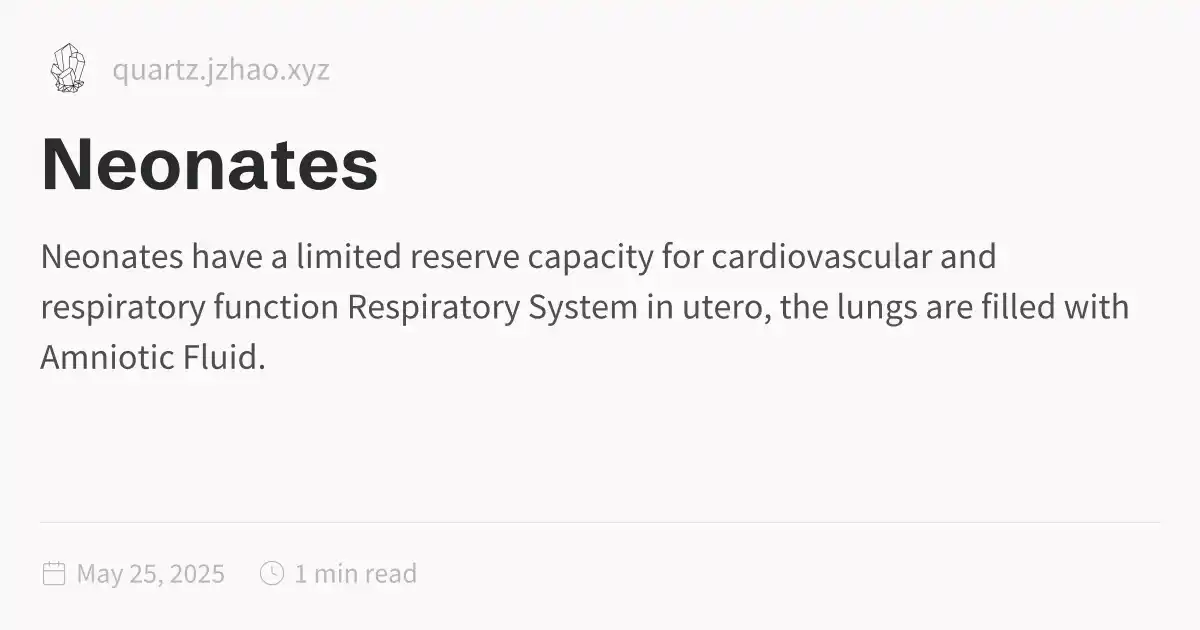 quartz.jzhao.xyz
Neonates
Neonates have a limited reserve capacity for cardiovascular and
respiratory function Respiratory System in utero, the lungs are filled with
Amniotic Fluid.
May 25, 2025 1 min read